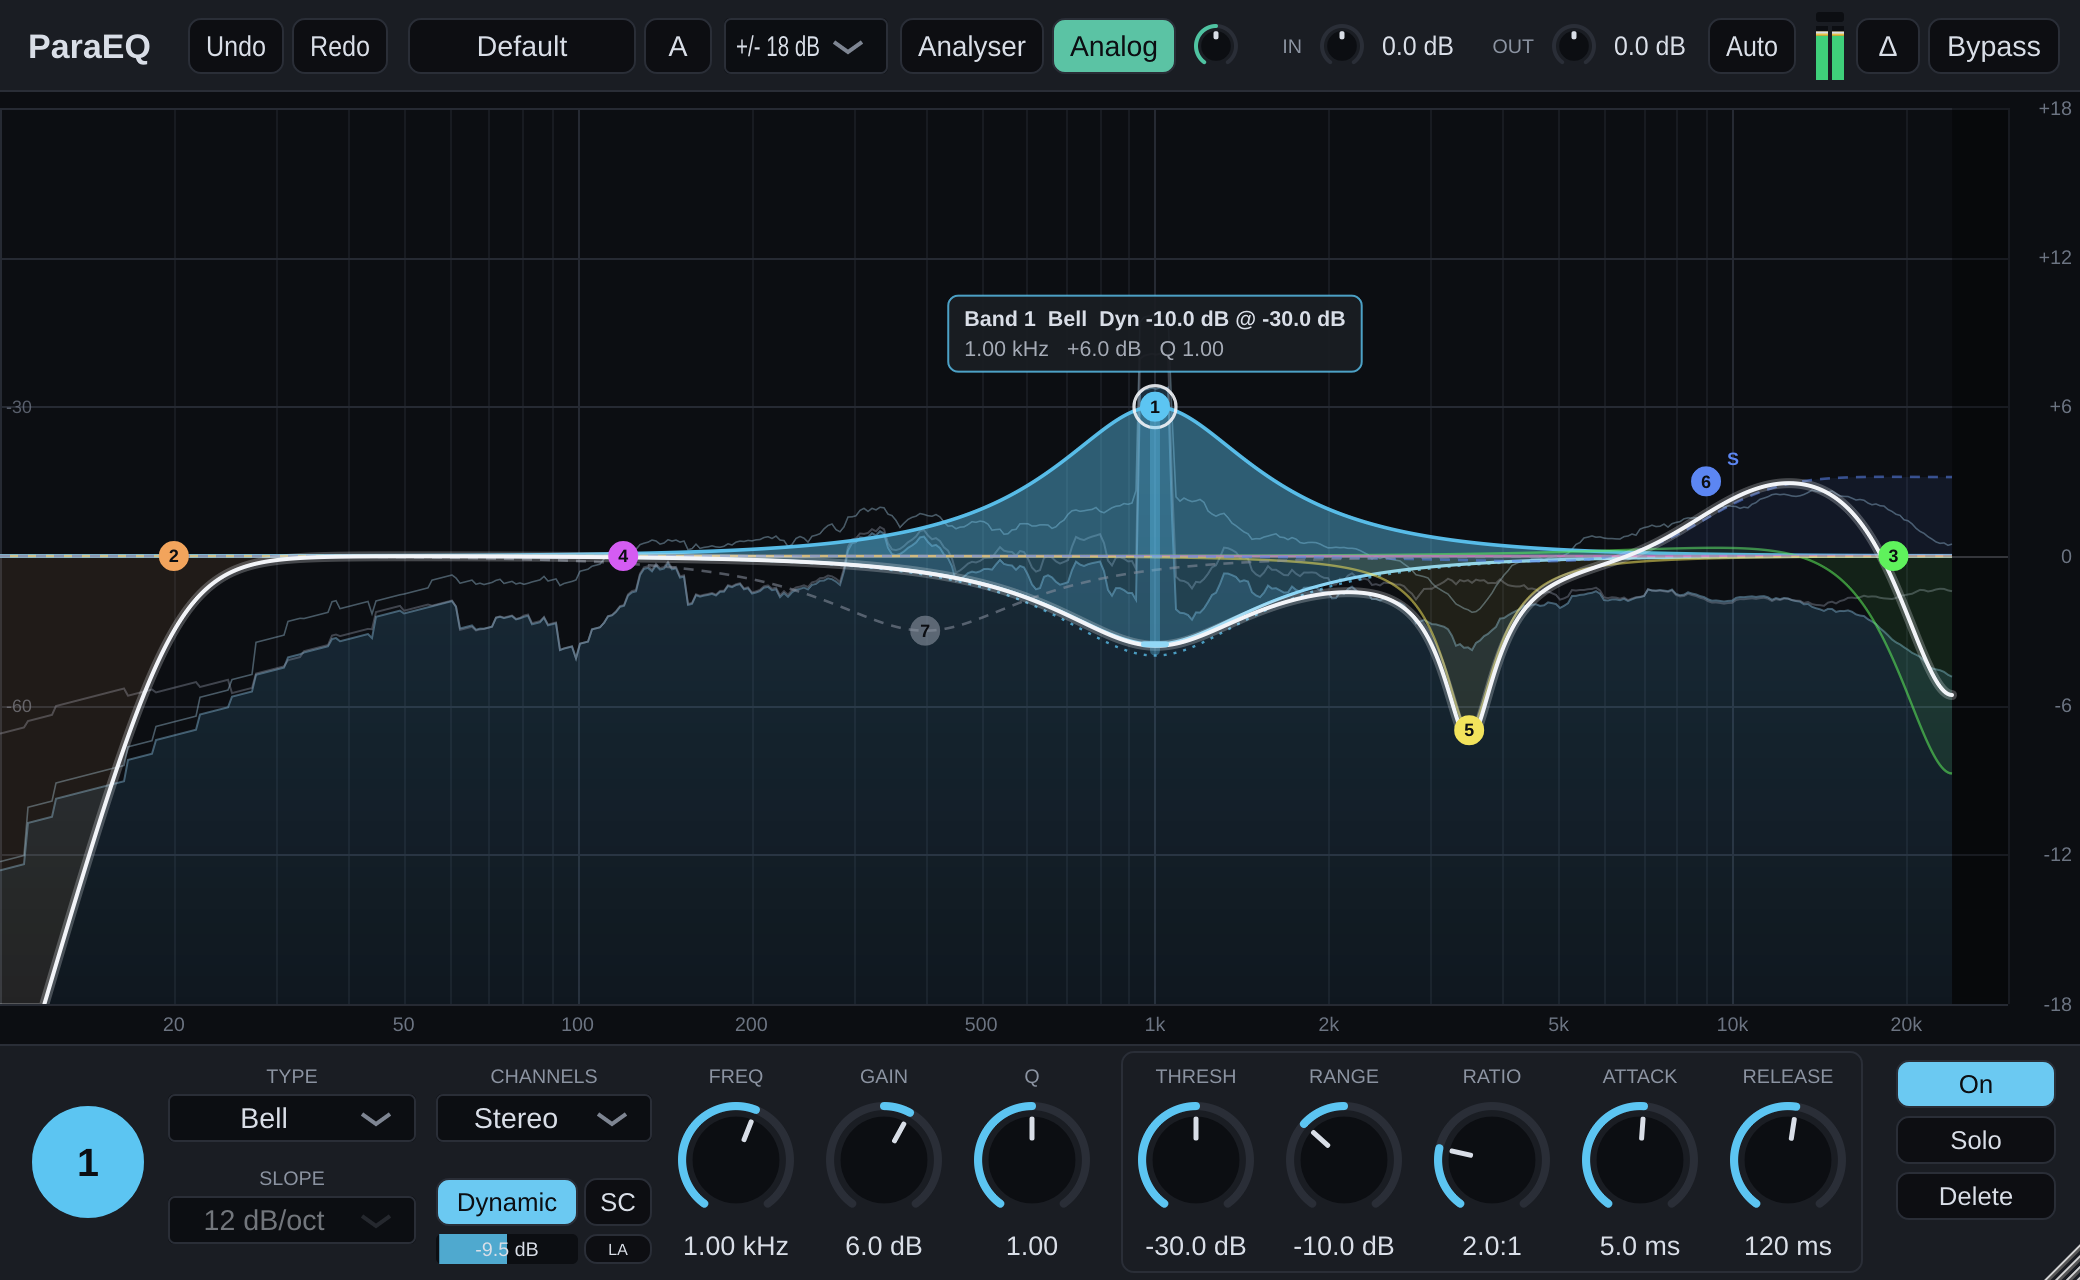 ParaEQ Undo Redo Default A +/- 18 dB Analyser Analog IN 0.0 dB OUT 0.0 dB Auto Δ Bypass
+18
+12
Band 1 Bell Dyn -10.0 dB @ -30.0 dB
1.00 kHz +6.0 dB Q 1.00
-30 1 +6
S
6
2 4 3 0
7
-60 -6
5
-12
-18
20 50 100 200 500 1k 2k 5k 10k 20k
TYPE CHANNELS FREQ GAIN Q THRESH RANGE RATIO ATTACK RELEASE
On
Bell Stereo
Solo
1
SLOPE
Dynamic SC Delete
12 dB/oct
-9.5 dB LA 1.00 kHz 6.0 dB 1.00 -30.0 dB -10.0 dB 2.0:1 5.0 ms 120 ms